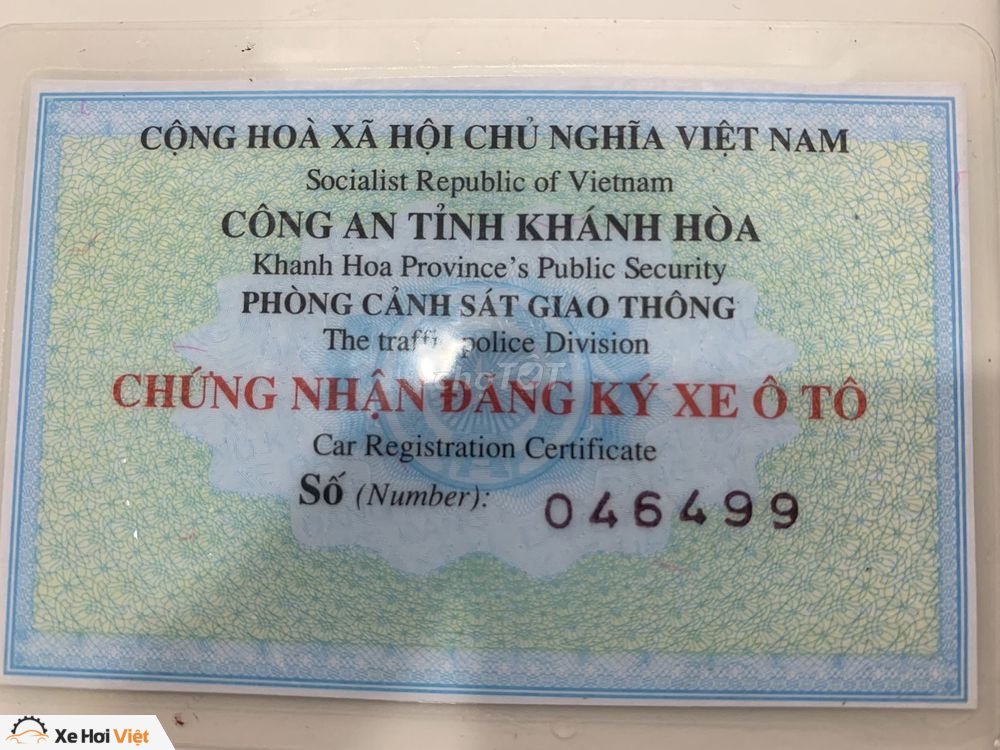 CỘNG HOÀ XÃ HỘI CHỦ NGHĨA VIỆT NAM
Socialist Republic of Vietnam
CÔNG AN TỈNH KHÁNH HÒA
Khanh Hoa Province's Public Security
PHÒNG CẢNH SÁT GIAO THÔNG
The traffic police Division
CHỨNG NHẬN ĐĂNG KÝ XE Ô TÔ
Car Registration Certificate
Số (Number): 046499
Xe Hơi Việt